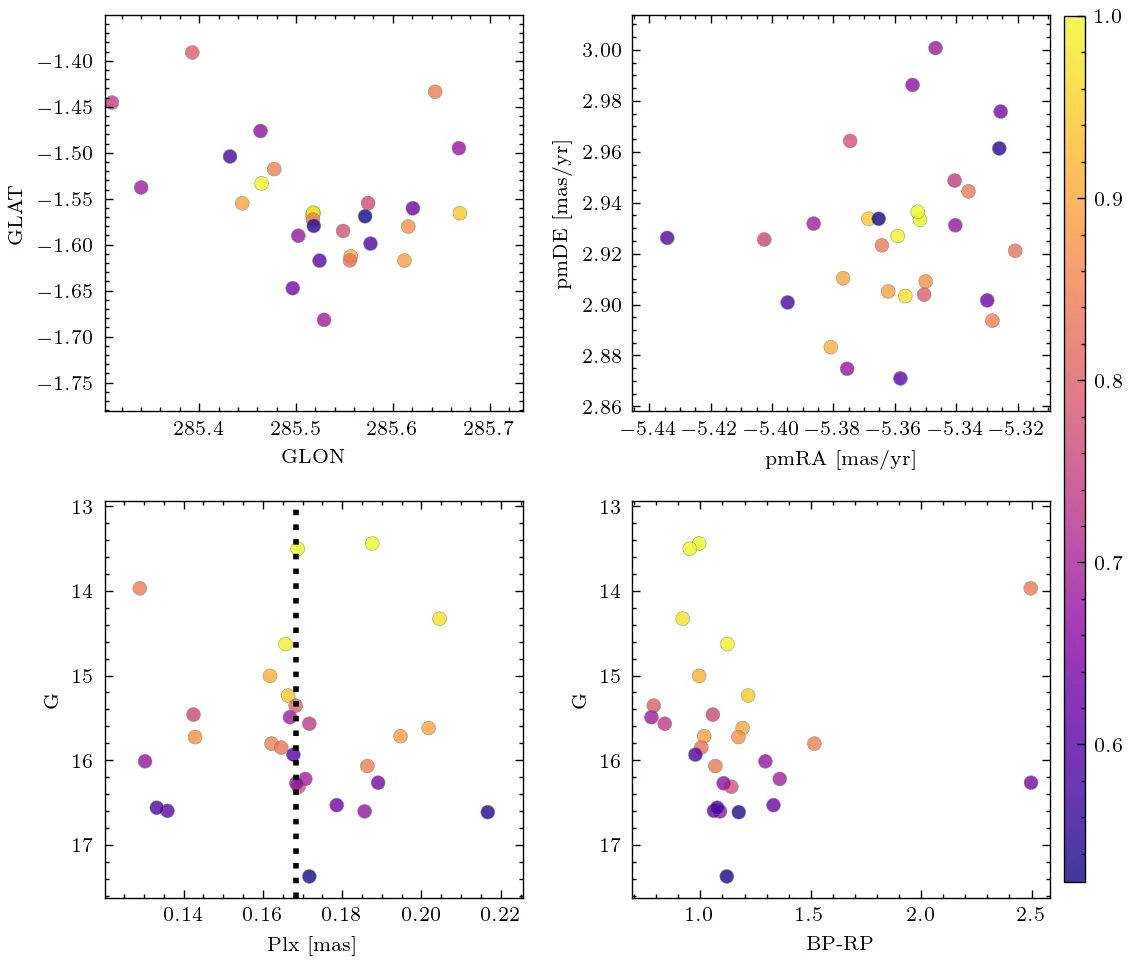 −1.40
−1.45
−1.50
−1.55
−1.60
−1.65
−1.70
−1.75
GLAT
285.4 285.5 285.6 285.7
GLON
3.00
2.98
2.96
2.94
2.92
2.90
2.88
2.86
pmDE [mas/yr]
−5.44 −5.42 −5.40 −5.38 −5.36 −5.34 −5.32
pmRA [mas/yr]
1.0
0.9
0.8
0.7
0.6
13
14
15
16
17
G
0.14 0.16 0.18 0.20 0.22
Plx [mas]
13
14
15
16
17
G
1.0 1.5 2.0 2.5
BP-RP